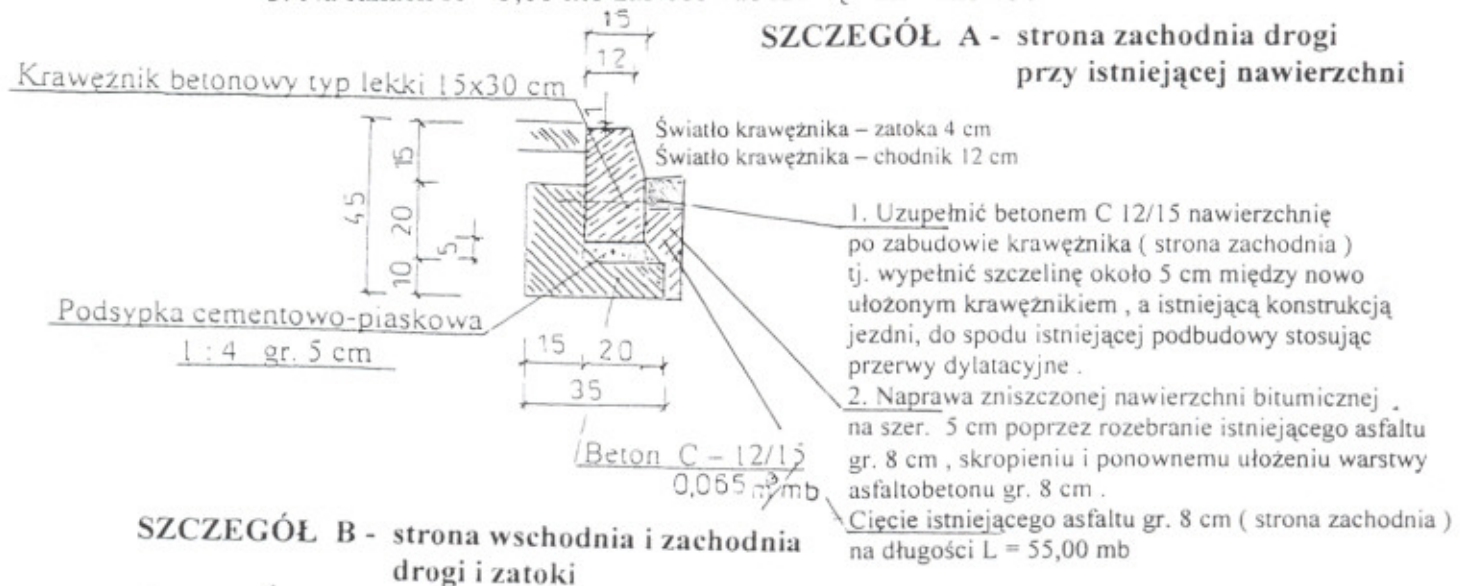 SZCZEGÓŁ A - strona zachodnia drogi
przy istniejącej nawierzchni
15
12
Krawężnik betonowy typ lekki 15x30 cm
1
Światło krawężnika – zatoka 4 cm
Światło krawężnika – chodnik 12 cm
45
15
20
5
10
1. Uzupełnić betonem C 12/15 nawierzchnię
po zabudowie krawężnika ( strona zachodnia )
tj. wypełnić szczelinę około 5 cm między nowo
ułożonym krawężnikiem , a istniejącą konstrukcją
jezdni, do spodu istniejącej podbudowy stosując
przerwy dylatacyjne .
Podsypka cementowo-piaskowa
1 : 4 gr. 5 cm
15 20
35
2. Naprawa zniszczonej nawierzchni bitumicznej
na szer. 5 cm poprzez rozebranie istniejącego asfaltu
gr. 8 cm , skropieniu i ponownemu ułożeniu warstwy
asfaltobetonu gr. 8 cm .
Beton C – 12/15
0,065 m³/mb
Cięcie istniejącego asfaltu gr. 8 cm ( strona zachodnia )
na długości L = 55,00 mb
SZCZEGÓŁ B - strona wschodnia i zachodnia
drogi i zatoki